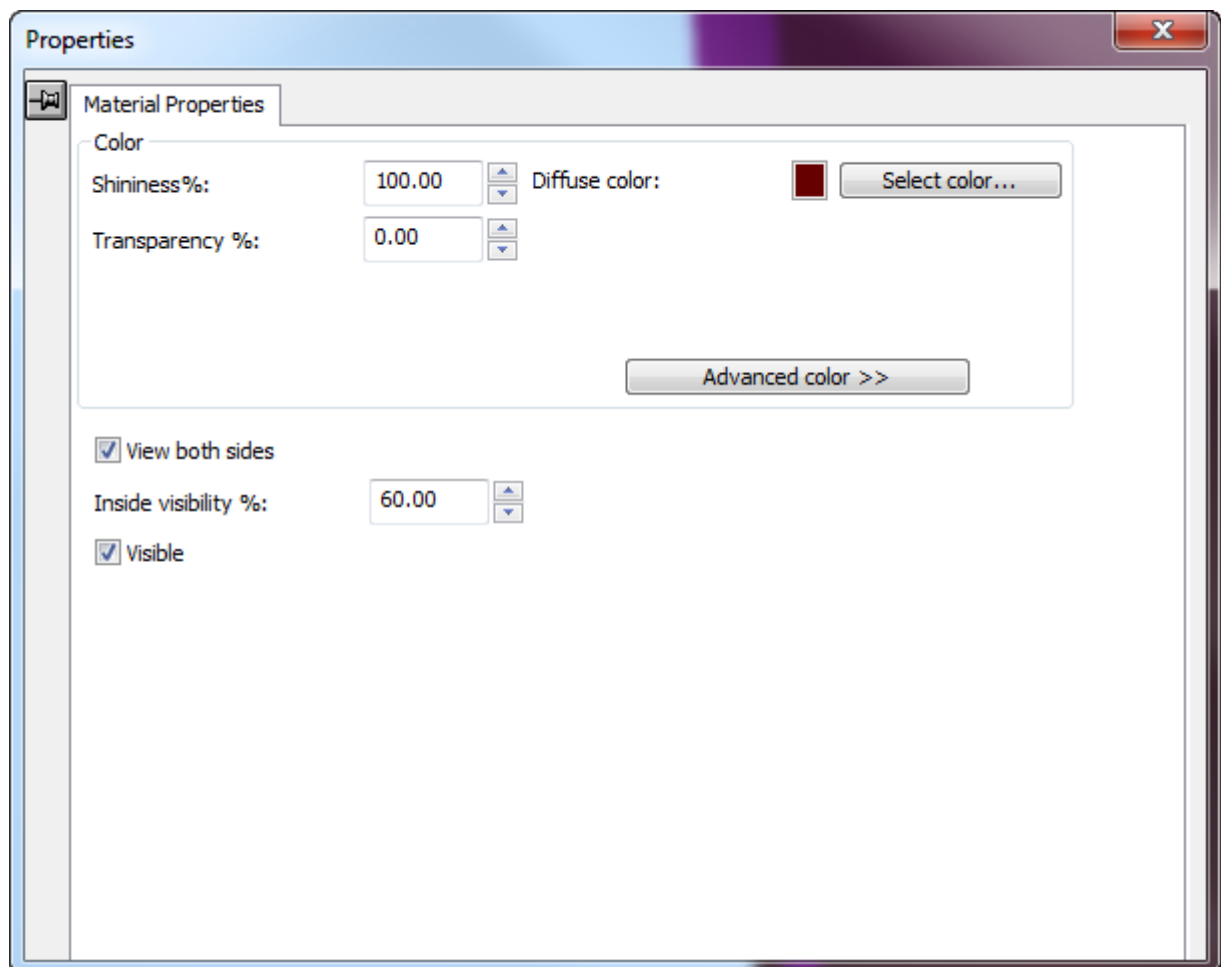 Properties
Material Properties
Color
Shininess%: 100.00 Diffuse color: Select color...
Transparency %: 0.00
Advanced color >>
View both sides
Inside visibility %: 60.00
Visible